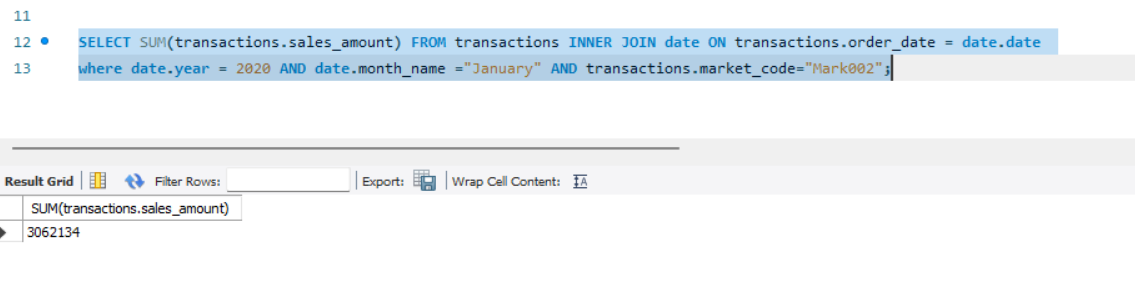 11
12 SELECT SUM(transactions.sales_amount) FROM transactions INNER JOIN date ON transactions.order_date = date.date
13 where date.year = 2020 AND date.month_name ="January" AND transactions.market_code="Mark002";
Result Grid Filter Rows: Export: Wrap Cell Content: IA
SUM(transactions.sales_amount)
3062134